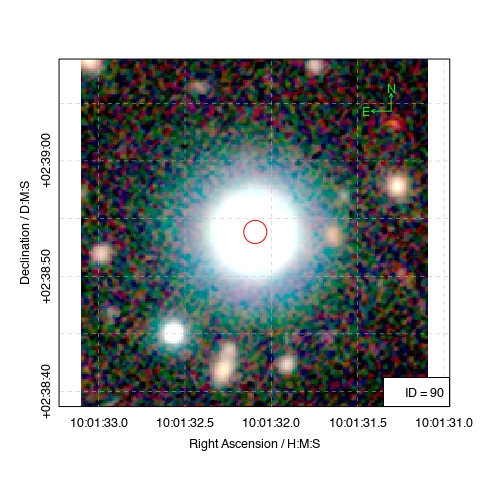 N
E
+02:39:00
+02:38:50
+02:38:40
Declination / D:M:S
ID = 90
10:01:33.0 10:01:32.5 10:01:32.0 10:01:31.5 10:01:31.0
Right Ascension / H:M:S